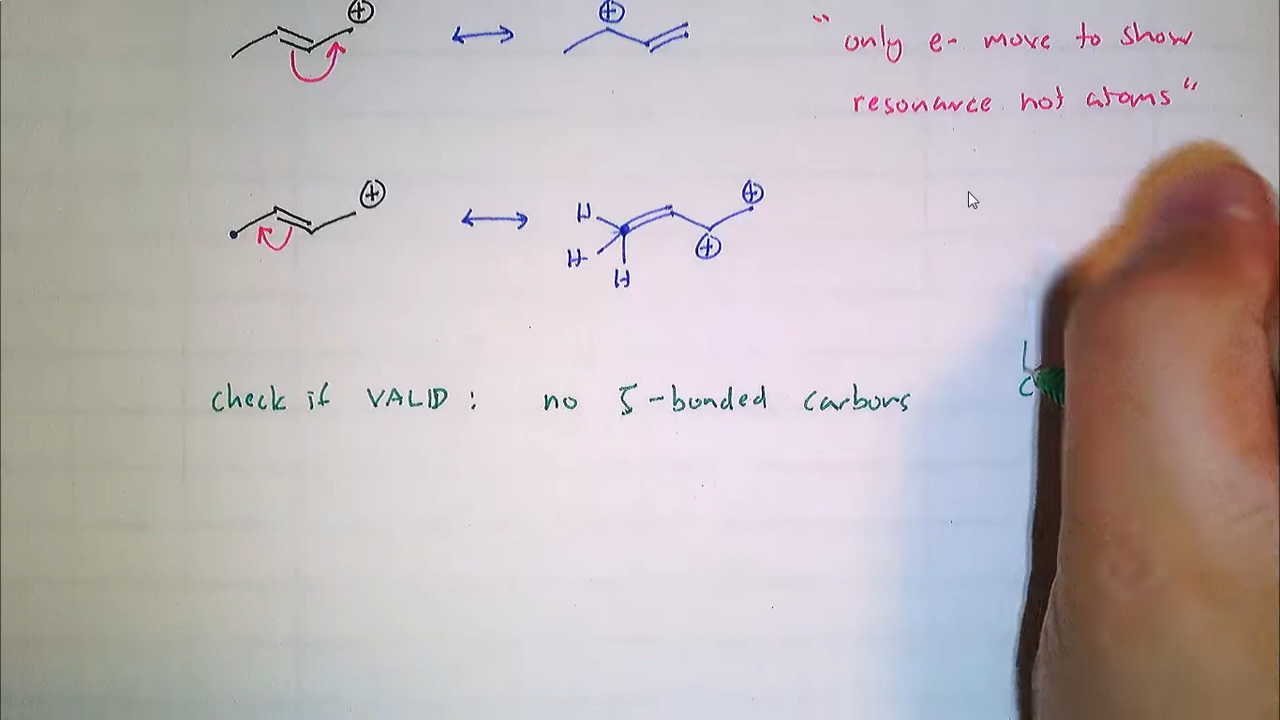 ⊕ ⊕ "only e- move to show
resonance not atoms"
⊕ H ⊕
H ⊕
H
check if VALID : no 5-bonded carbons C